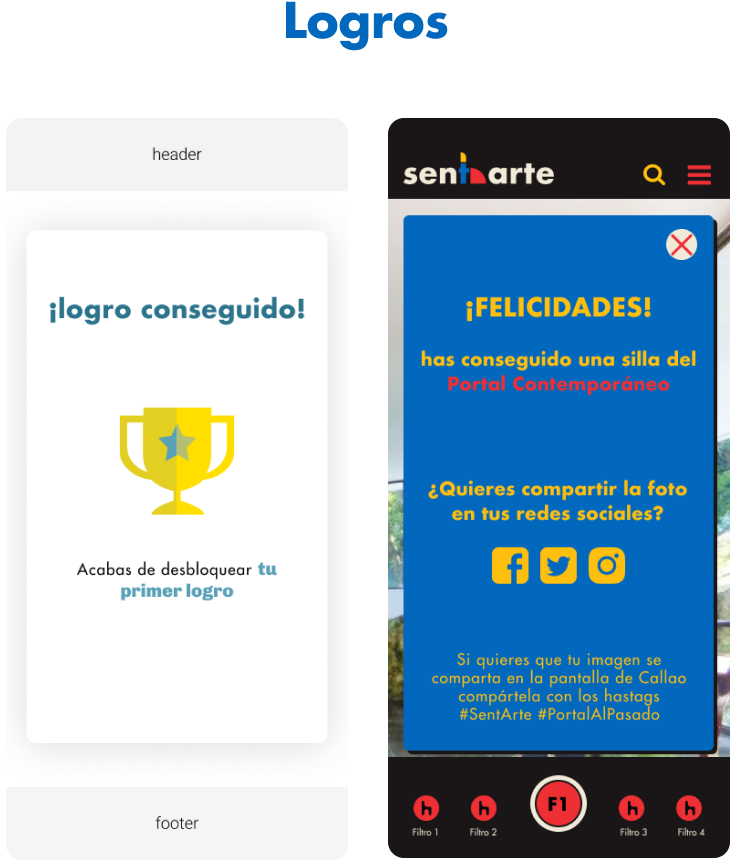 Logros
header
¡logro conseguido!
Acabas de desbloquear tu
primer logro
footer
sentarte
¡FELICIDADES!
has conseguido una silla del
Portal Contemporáneo
¿Quieres compartir la foto
en tus redes sociales?
Si quieres que tu imagen se
comparta en la pantalla de Callao
compártela con los hastags
#SentArte #PortalAlPasado
h h F1 h h
Filtro 1 Filtro 2 Filtro 3 Filtro 4